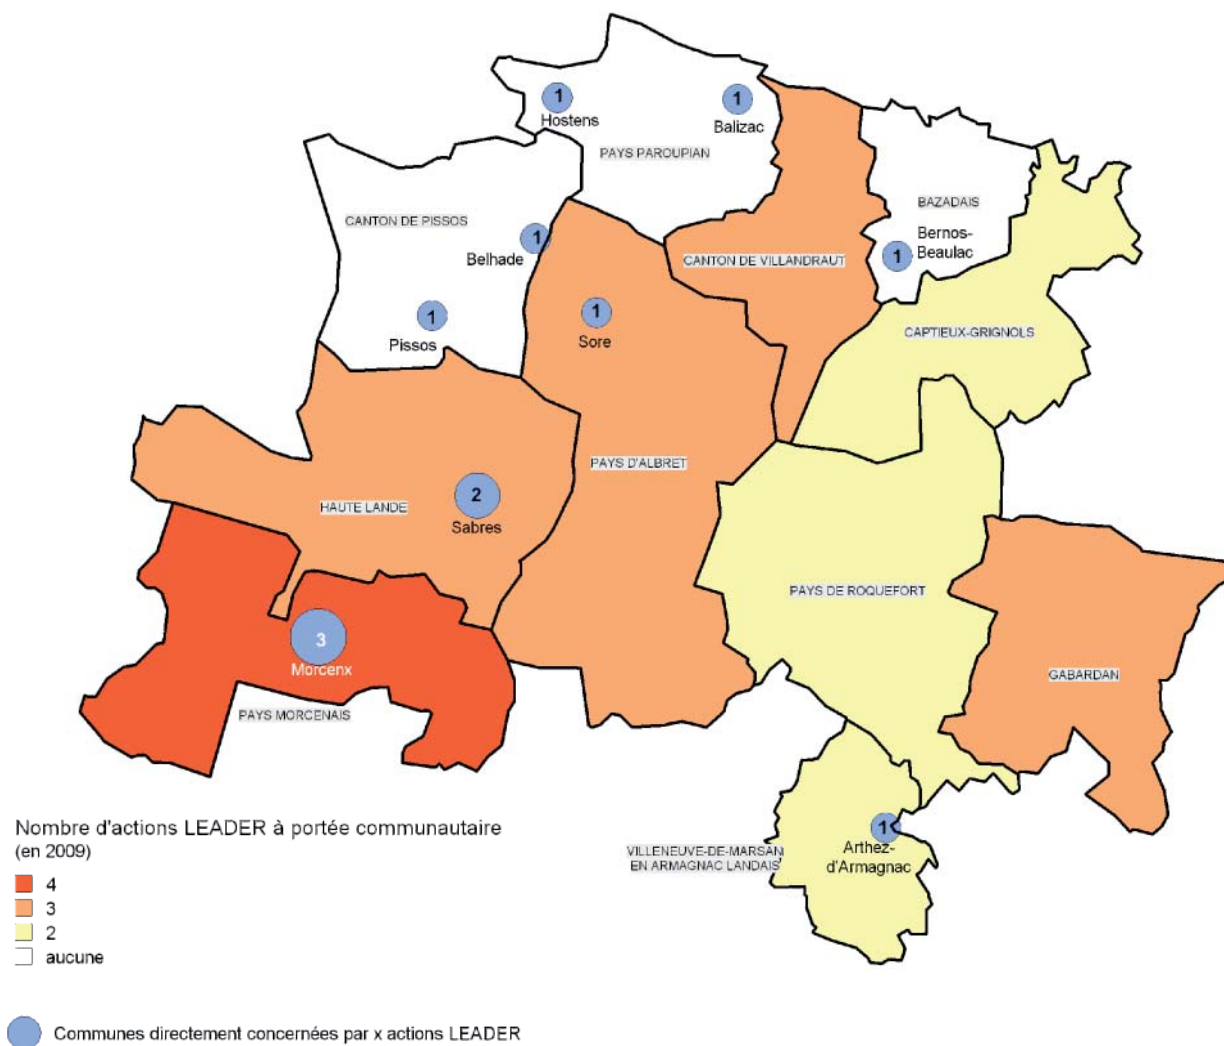 1
1
Hostens
Balizac
PAYS PAROUPIAN
BAZADAIS
CANTON DE PISSOS
1
Belhade
Bernos-
Beaulac
1
CANTON DE VILLANDRAUT
1
Pissos
1
Sore
CAPTIEUX-GRIGNOLS
PAYS D'ALBRET
HAUTE LANDE
2
Sabres
PAYS DE ROQUEFORT
3
Morcenx
GABARDAN
PAYS MORCENAIS
VILLENEUVE-DE-MARSAN
EN ARMAGNAC LANDAIS
1
Arthez-
d'Armagnac
Nombre d'actions LEADER à portée communautaire
(en 2009)
4
3
2
aucune
Communes directement concernées par x actions LEADER